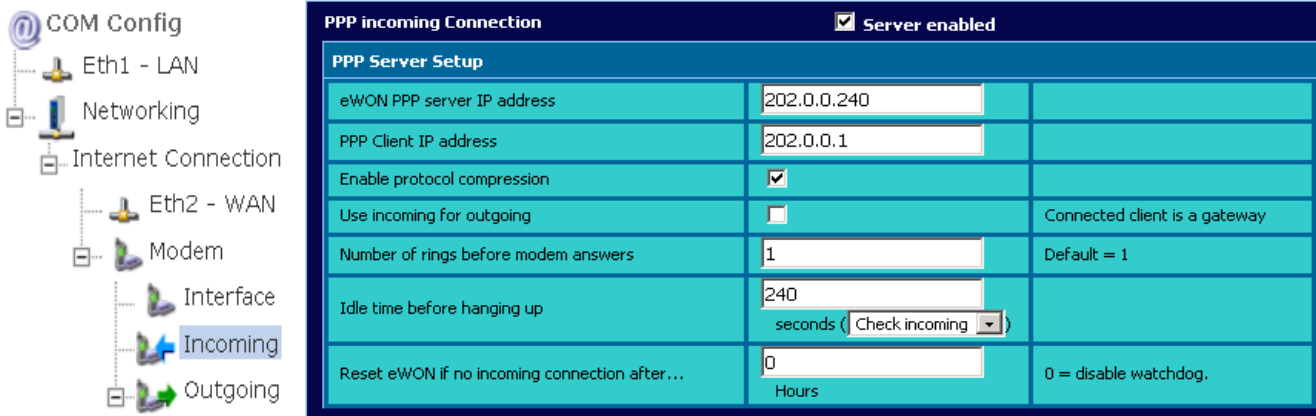 COM Config
Eth1 - LAN
Networking
Internet Connection
Eth2 - WAN
Modem
Interface
Incoming
Outgoing
PPP incoming Connection Server enabled
PPP Server Setup
eWON PPP server IP address 202.0.0.240
PPP Client IP address 202.0.0.1
Enable protocol compression
Use incoming for outgoing Connected client is a gateway
Number of rings before modem answers 1 Default = 1
Idle time before hanging up 240
seconds ( Check incoming )
Reset eWON if no incoming connection after... 0 0 = disable watchdog.
Hours